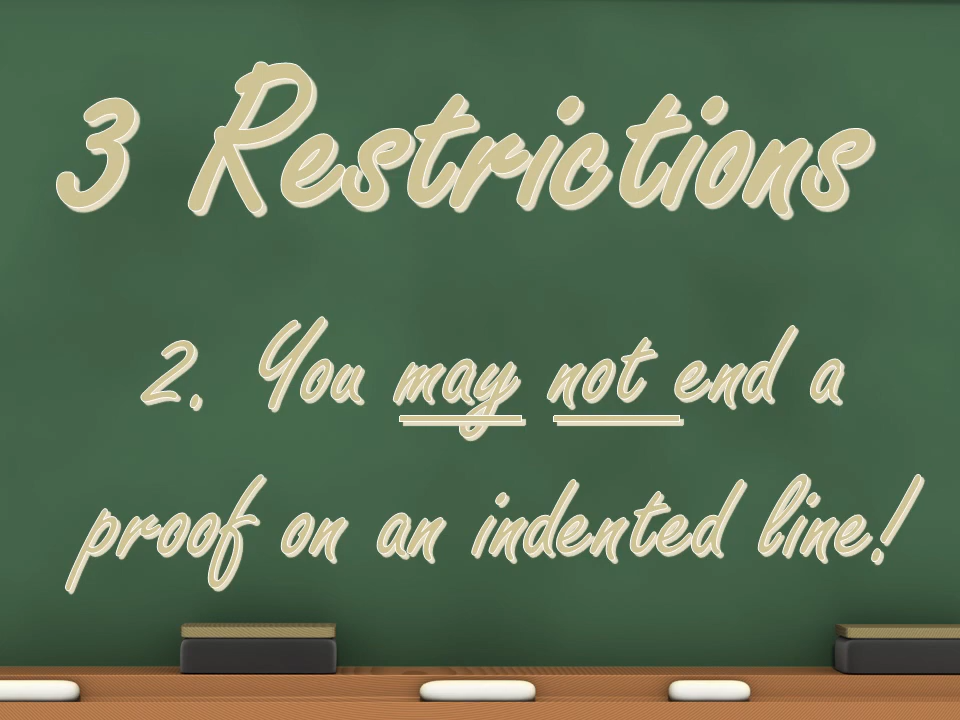 3 Restrictions
2. You may not end a
proof on an indented line!